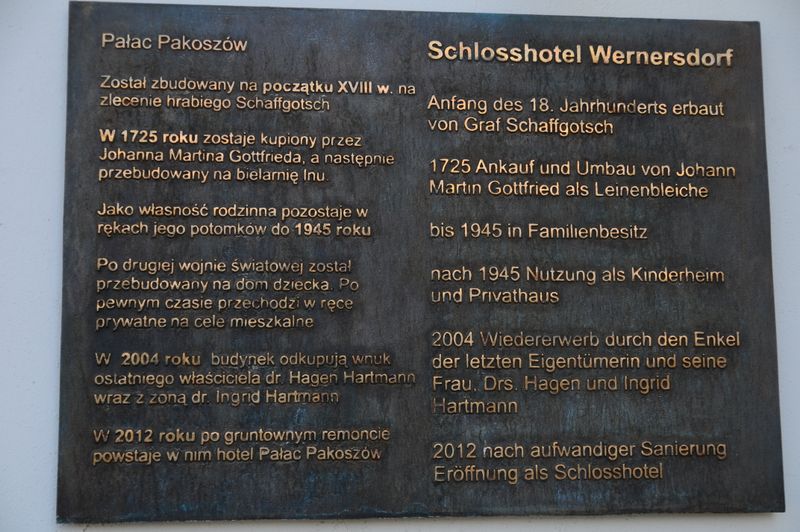 Pałac Pakoszów
Został zbudowany na początku XVIII w. na
zlecenie hrabiego Schaffgotsch
W 1725 roku zostaje kupiony przez
Johanna Martina Gottfrieda, a następnie
przebudowany na bielarnię lnu.
Jako własność rodzinna pozostaje w
rękach jego potomków do 1945 roku
Po drugiej wojnie światowej został
przebudowany na dom dziecka. Po
pewnym czasie przechodzi w ręce
prywatne na cele mieszkalne
W 2004 roku budynek odkupują wnuk
ostatniego właściciela dr. Hagen Hartmann
wraz z żoną dr. Ingrid Hartmann
W 2012 roku po gruntownym remoncie
powstaje w nim hotel Pałac Pakoszów
Schlosshotel Wernersdorf
Anfang des 18. Jahrhunderts erbaut
von Graf Schaffgotsch
1725 Ankauf und Umbau von Johann
Martin Gottfried als Leinenbleiche
bis 1945 in Familienbesitz
nach 1945 Nutzung als Kinderheim
und Privathaus
2004 Wiedererwerb durch den Enkel
der letzten Eigentümerin und seine
Frau, Drs. Hagen und Ingrid
Hartmann
2012 nach aufwandiger Sanierung
Eröffnung als Schlosshotel